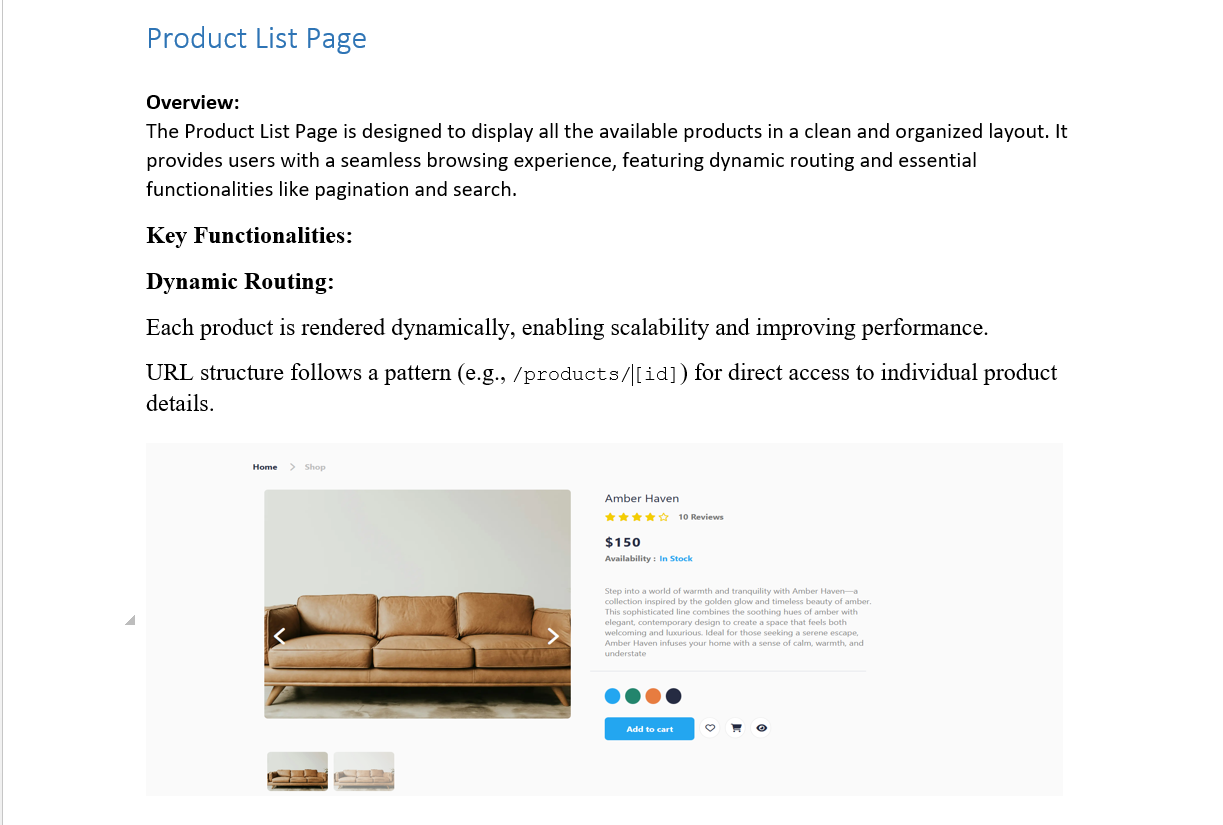 Product List Page
Overview:
The Product List Page is designed to display all the available products in a clean and organized layout. It
provides users with a seamless browsing experience, featuring dynamic routing and essential
functionalities like pagination and search.
Key Functionalities:
Dynamic Routing:
Each product is rendered dynamically, enabling scalability and improving performance.
URL structure follows a pattern (e.g., /products/[id]) for direct access to individual product
details.
Home > Shop
Amber Haven
10 Reviews
$150
Availability : In Stock
Step into a world of warmth and tranquility with Amber Haven—a
collection inspired by the golden glow and timeless beauty of amber.
This sophisticated line combines the soothing hues of amber with
elegant, contemporary design to create a space that feels both
welcoming and luxurious. Ideal for those seeking a serene escape,
Amber Haven infuses your home with a sense of calm, warmth, and
understate
Add to cart